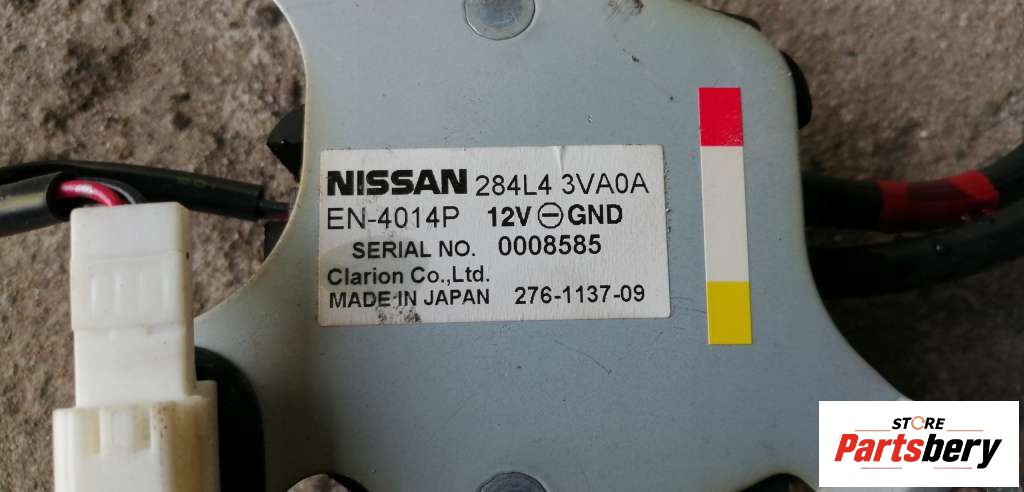 NISSAN 284L4 3VA0A
EN-4014P 12V ⊖ GND
SERIAL NO. 0008585
Clarion Co.,Ltd.
MADE IN JAPAN 276-1137-09
STORE
Partsbery